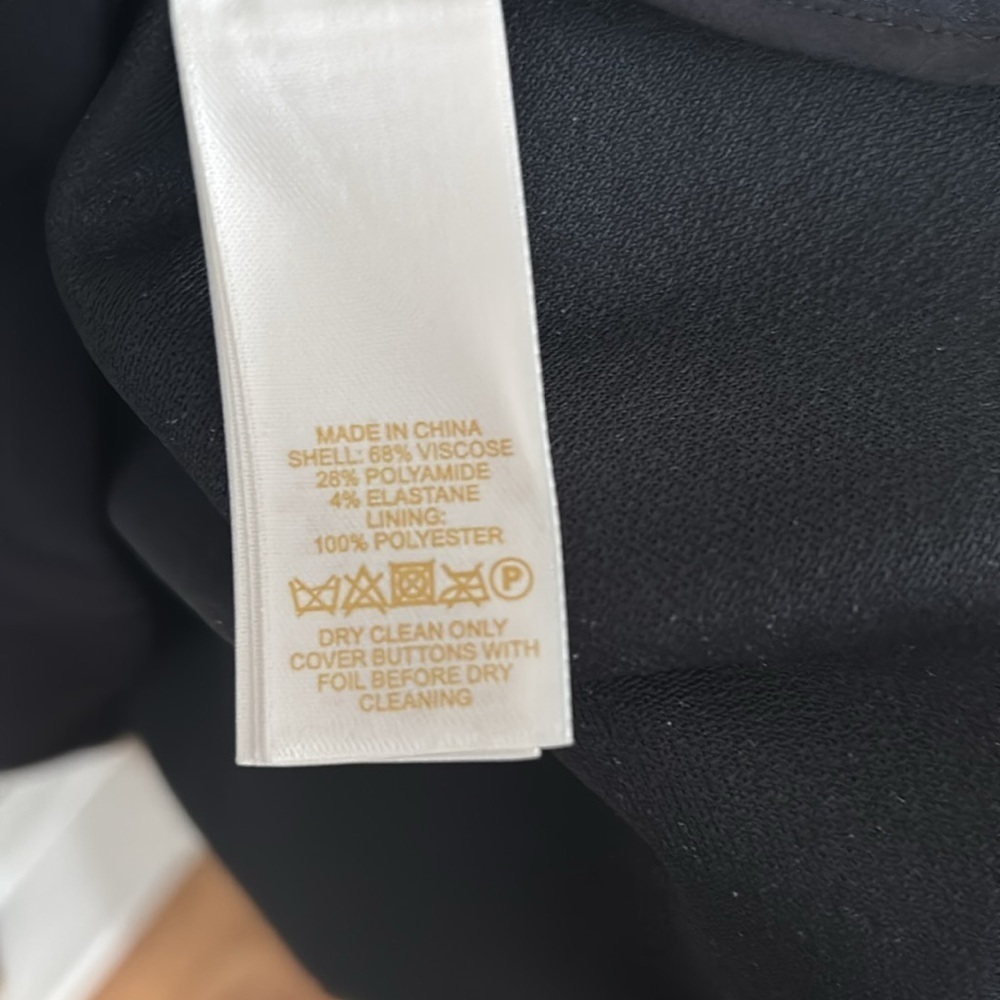 MADE IN CHINA
SHELL: 68% VISCOSE
28% POLYAMIDE
4% ELASTANE
LINING:
100% POLYESTER
P
DRY CLEAN ONLY
COVER BUTTONS WITH
FOIL BEFORE DRY
CLEANING